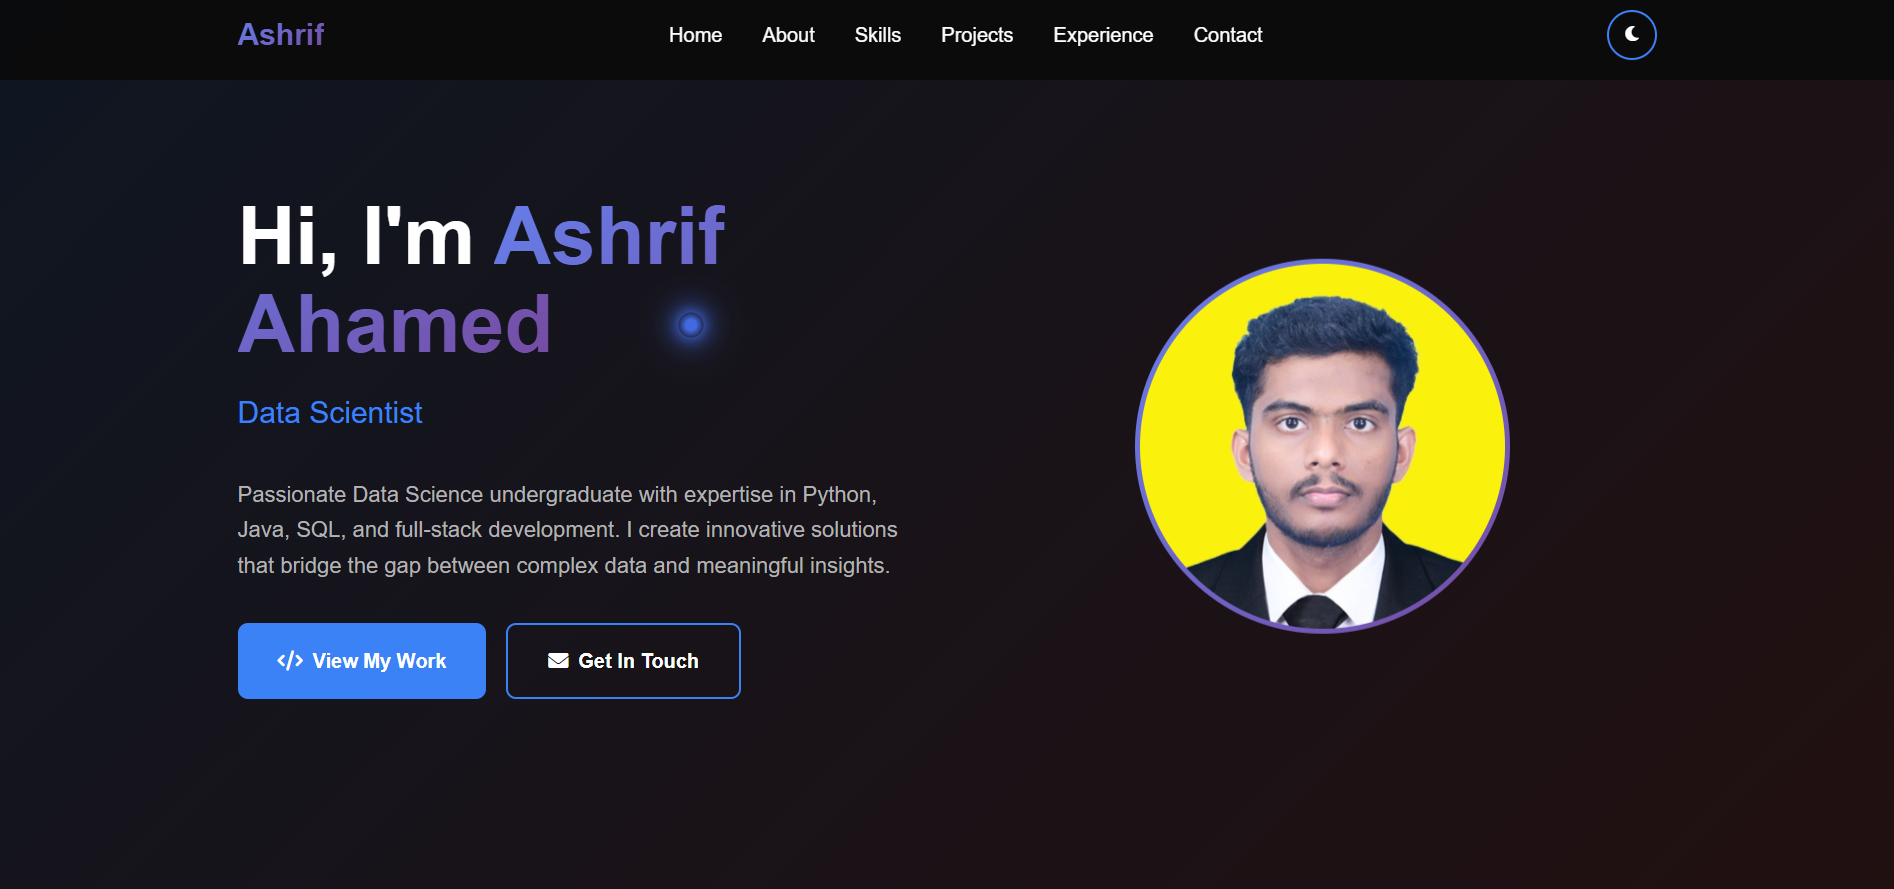 Ashrif
Home About Skills Projects Experience Contact
Hi, I'm Ashrif
Ahamed
Data Scientist
Passionate Data Science undergraduate with expertise in Python,
Java, SQL, and full-stack development. I create innovative solutions
that bridge the gap between complex data and meaningful insights.
</> View My Work
Get In Touch